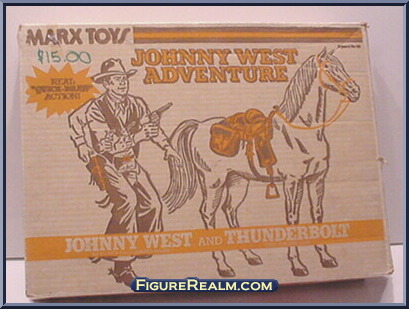 MARX TOYS
$15.00
JOHNNY WEST
ADVENTURE
REAL
"QUICK-DRAW"
ACTION!
JOHNNY WEST AND THUNDERBOLT
FIGUREREALM.COM